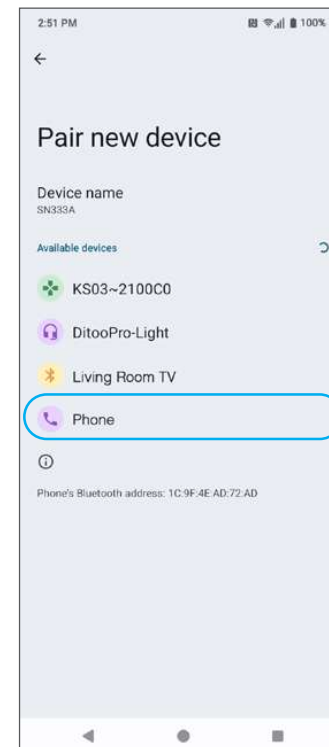 2:51 PM 100%
Pair new device
Device name
SN333A
Available devices
KS03~2100C0
DitooPro-Light
Living Room TV
Phone
Phone's Bluetooth address: 1C:9F:4E:AD:72:AD